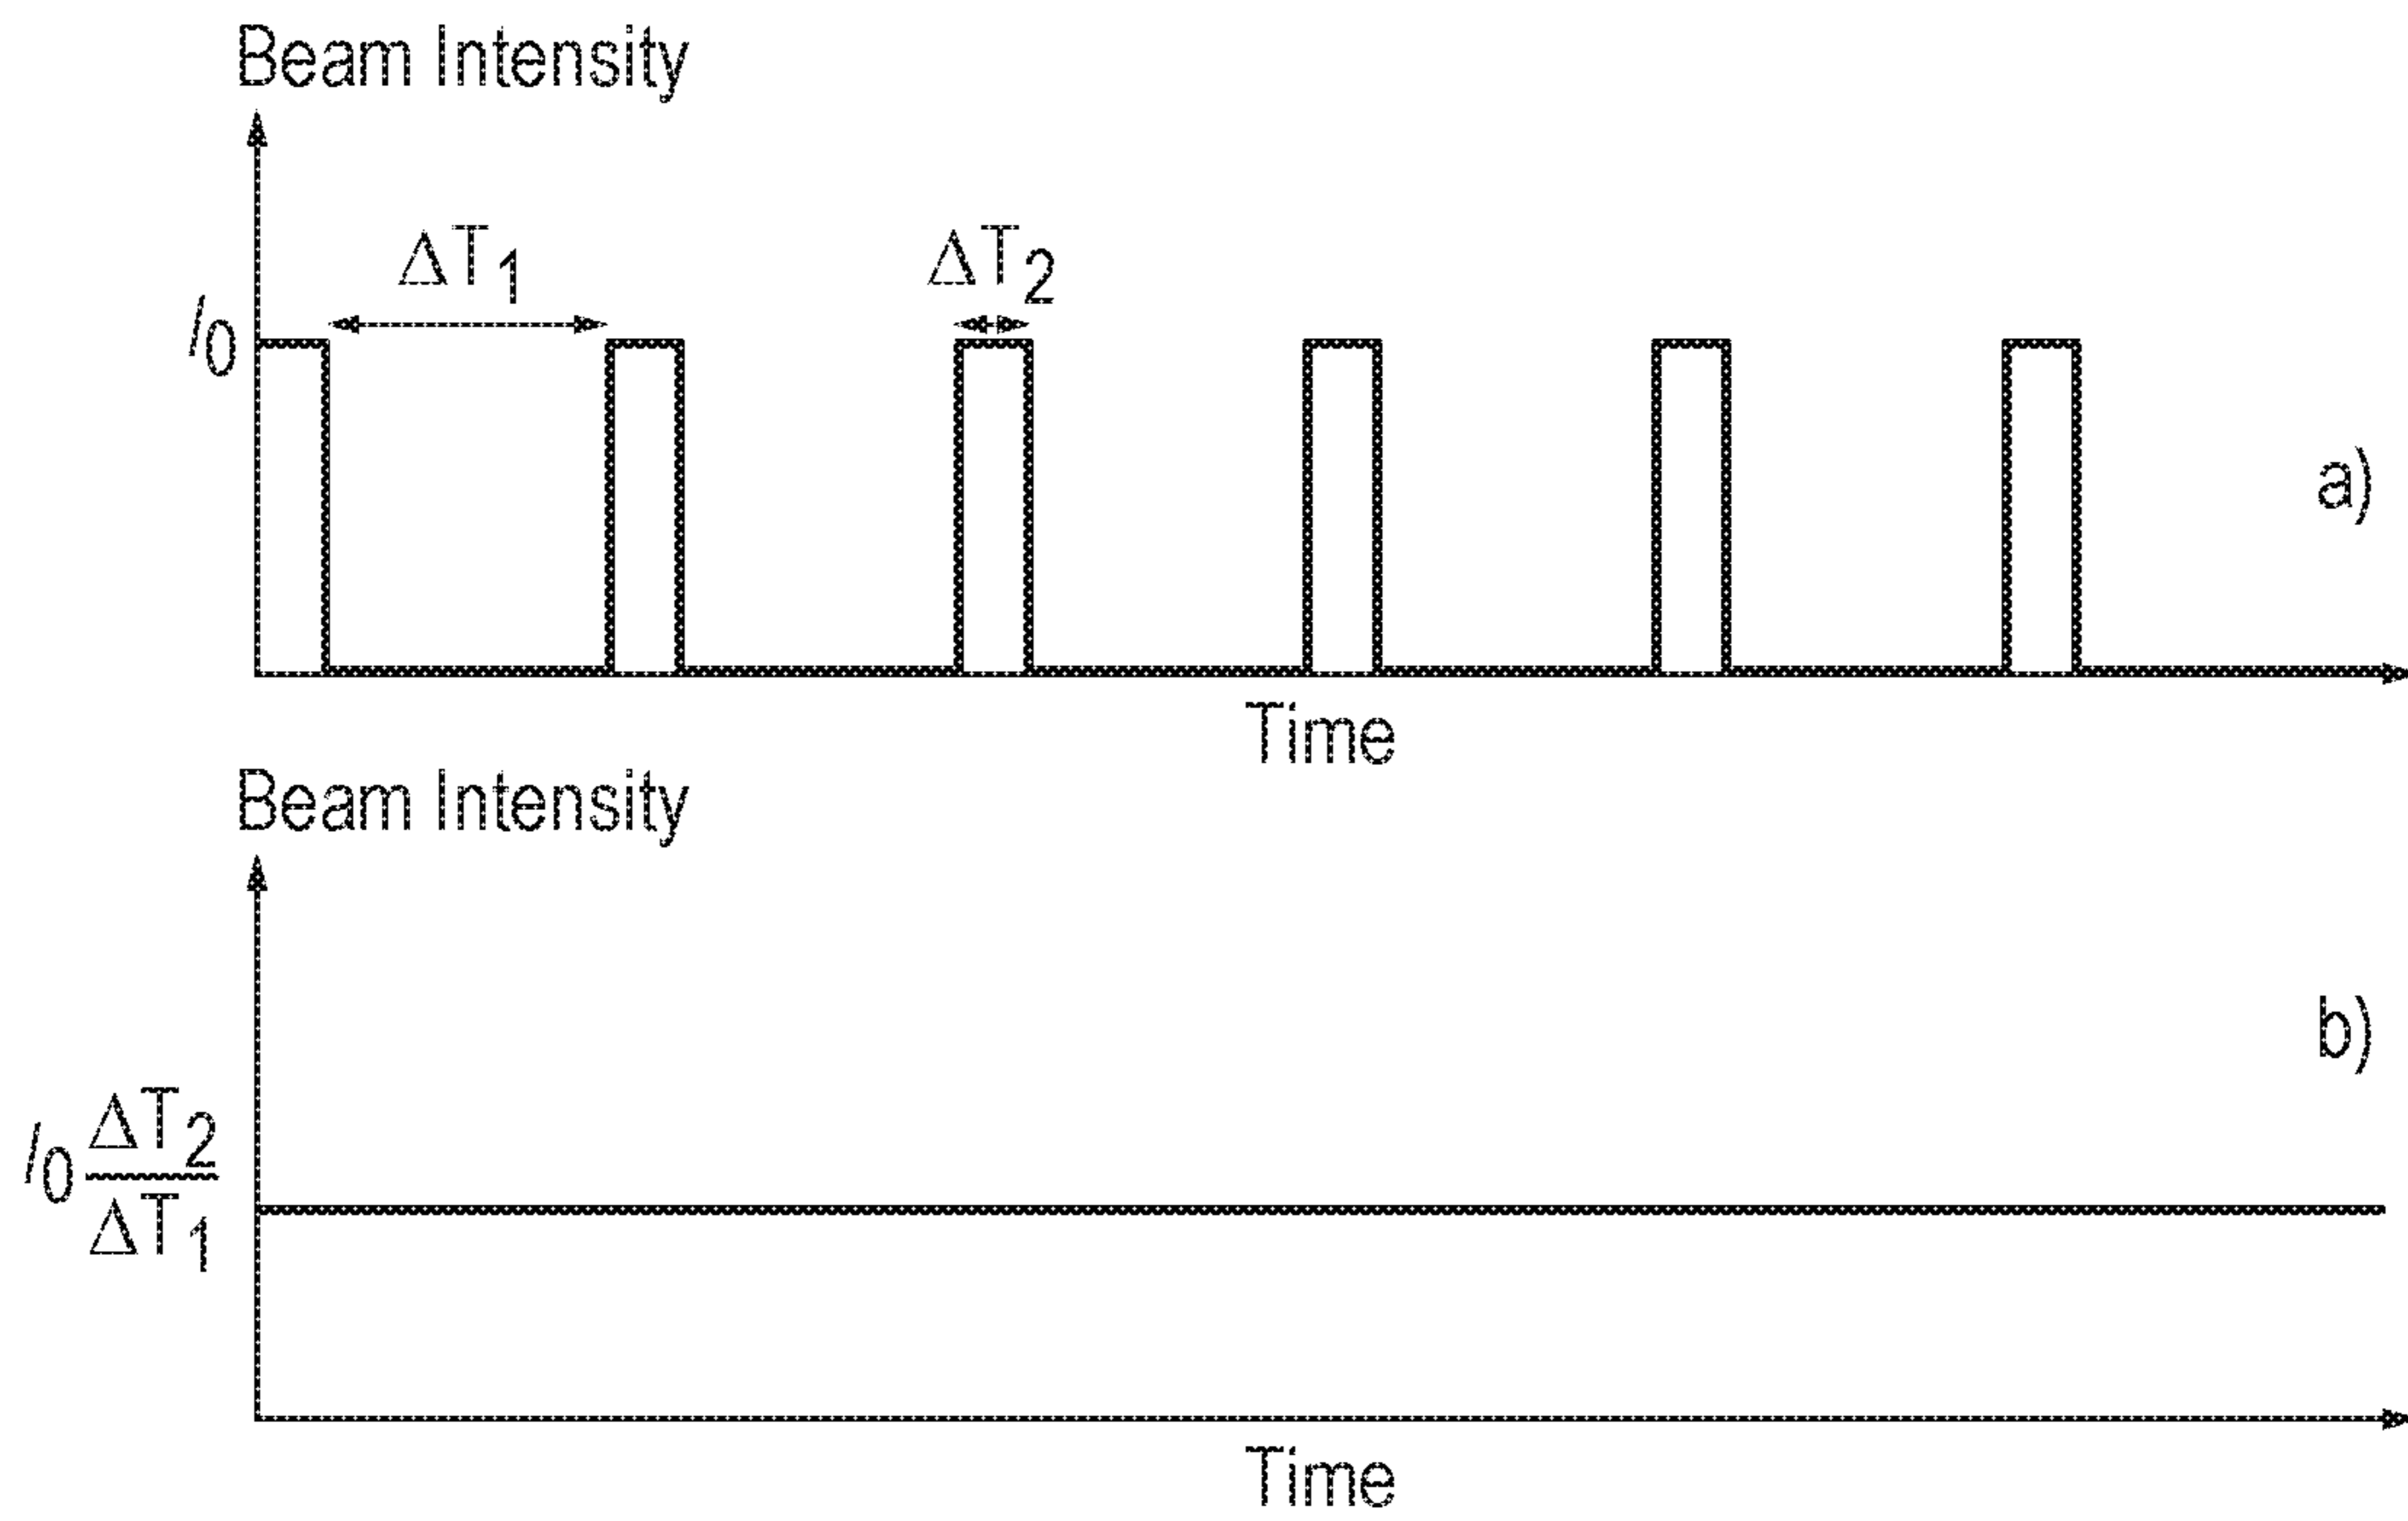 Beam Intensity
ΔT1
ΔT2
I0
a)
Time
Beam Intensity
b)
I0 ΔT2
ΔT1
Time